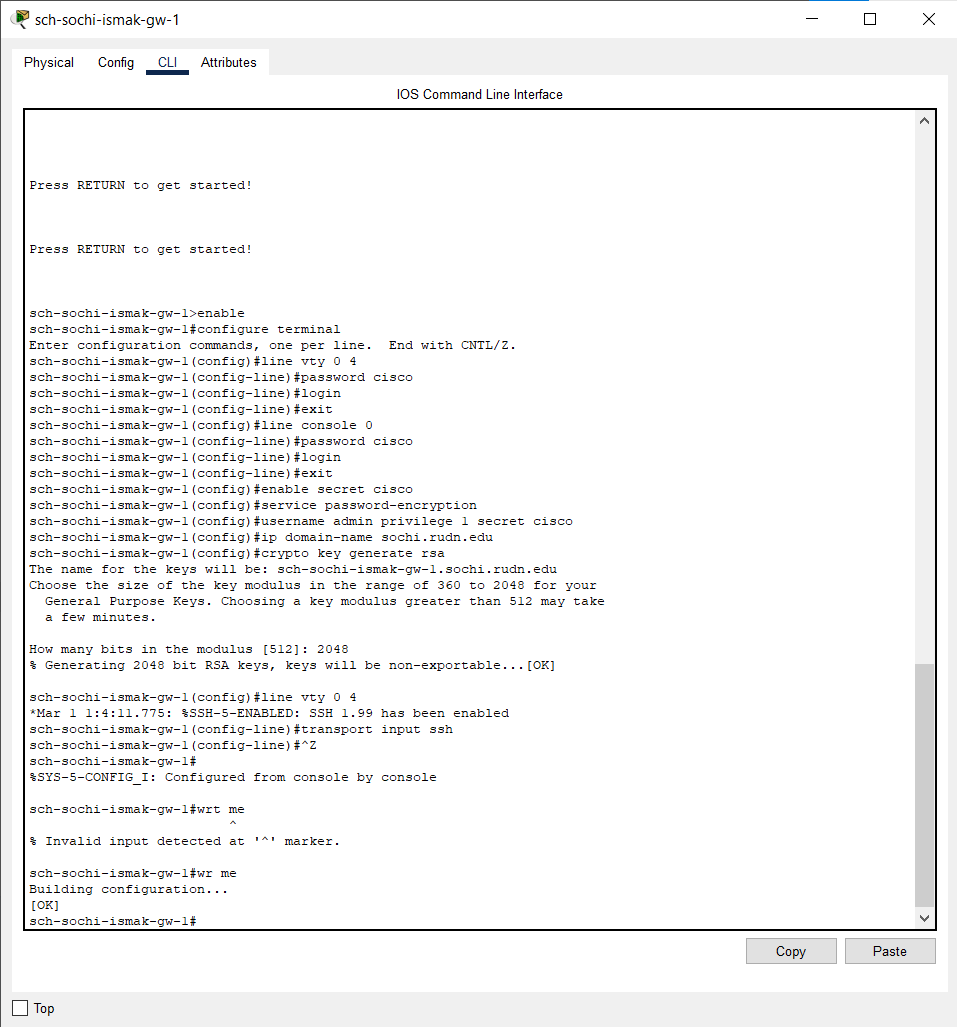 sch-sochi-ismak-gw-1
Physical Config CLI Attributes
IOS Command Line Interface
Press RETURN to get started!
Press RETURN to get started!
sch-sochi-ismak-gw-1>enable
sch-sochi-ismak-gw-1#configure terminal
Enter configuration commands, one per line.  End with CNTL/Z.
sch-sochi-ismak-gw-1(config)#line vty 0 4
sch-sochi-ismak-gw-1(config-line)#password cisco
sch-sochi-ismak-gw-1(config-line)#login
sch-sochi-ismak-gw-1(config-line)#exit
sch-sochi-ismak-gw-1(config)#line console 0
sch-sochi-ismak-gw-1(config-line)#password cisco
sch-sochi-ismak-gw-1(config-line)#login
sch-sochi-ismak-gw-1(config-line)#exit
sch-sochi-ismak-gw-1(config)#enable secret cisco
sch-sochi-ismak-gw-1(config)#service password-encryption
sch-sochi-ismak-gw-1(config)#username admin privilege 1 secret cisco
sch-sochi-ismak-gw-1(config)#ip domain-name sochi.rudn.edu
sch-sochi-ismak-gw-1(config)#crypto key generate rsa
The name for the keys will be: sch-sochi-ismak-gw-1.sochi.rudn.edu
Choose the size of the key modulus in the range of 360 to 2048 for your
  General Purpose Keys. Choosing a key modulus greater than 512 may take
  a few minutes.
How many bits in the modulus [512]: 2048
% Generating 2048 bit RSA keys, keys will be non-exportable...[OK]
sch-sochi-ismak-gw-1(config)#line vty 0 4
*Mar 1 1:4:11.775: %SSH-5-ENABLED: SSH 1.99 has been enabled
sch-sochi-ismak-gw-1(config-line)#transport input ssh
sch-sochi-ismak-gw-1(config-line)#^Z
sch-sochi-ismak-gw-1#
%SYS-5-CONFIG_I: Configured from console by console
sch-sochi-ismak-gw-1#wrt me
^
% Invalid input detected at '^' marker.
sch-sochi-ismak-gw-1#wr me
Building configuration...
[OK]
sch-sochi-ismak-gw-1#
Copy Paste
Top